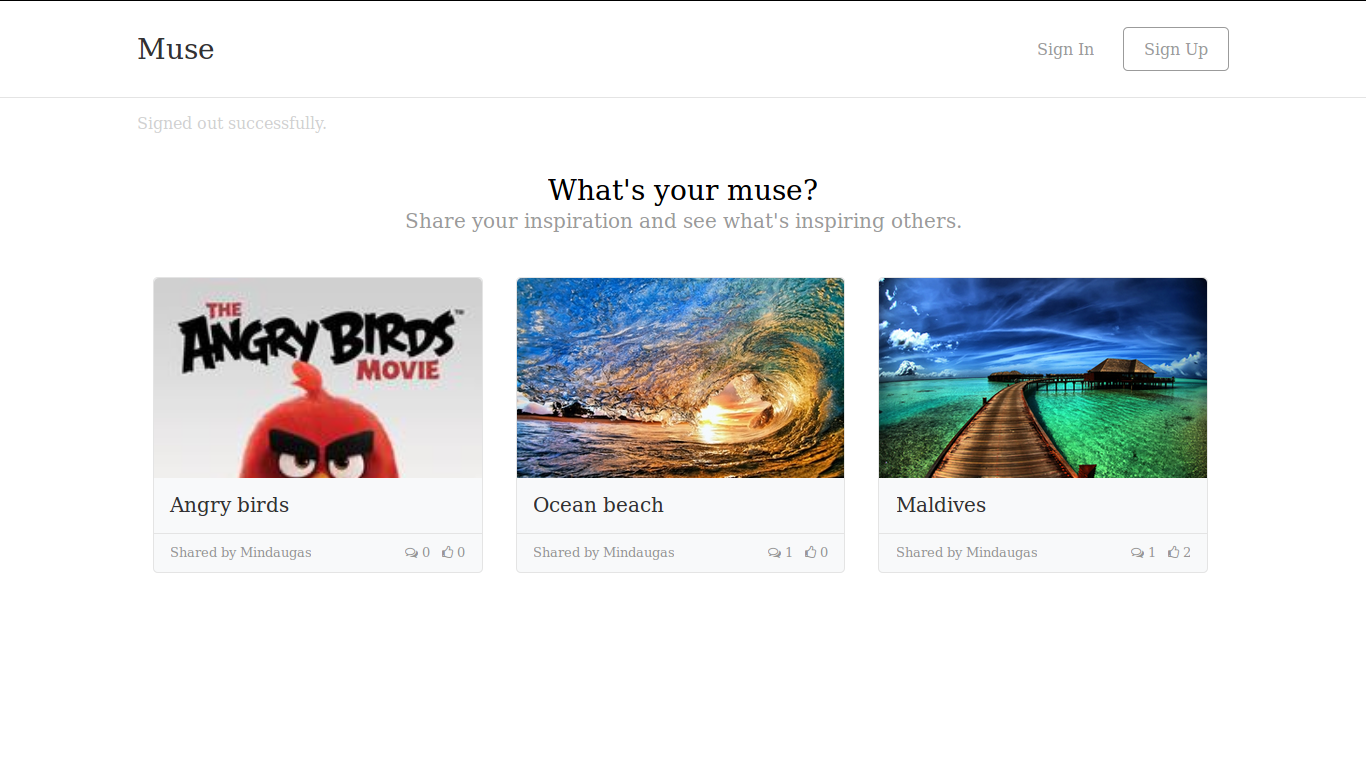 Muse
Sign In
Sign Up
Signed out successfully.
What's your muse?
Share your inspiration and see what's inspiring others.
THE
ANGRY BIRDS™
MOVIE
Angry birds
Shared by Mindaugas 0 0
Ocean beach
Shared by Mindaugas 1 0
Maldives
Shared by Mindaugas 1 2